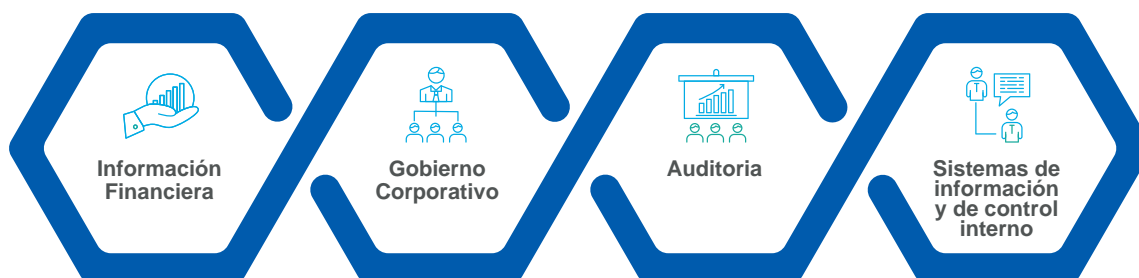 Información
Financiera
Gobierno
Corporativo
Auditoria
Sistemas de
información
y de control
interno